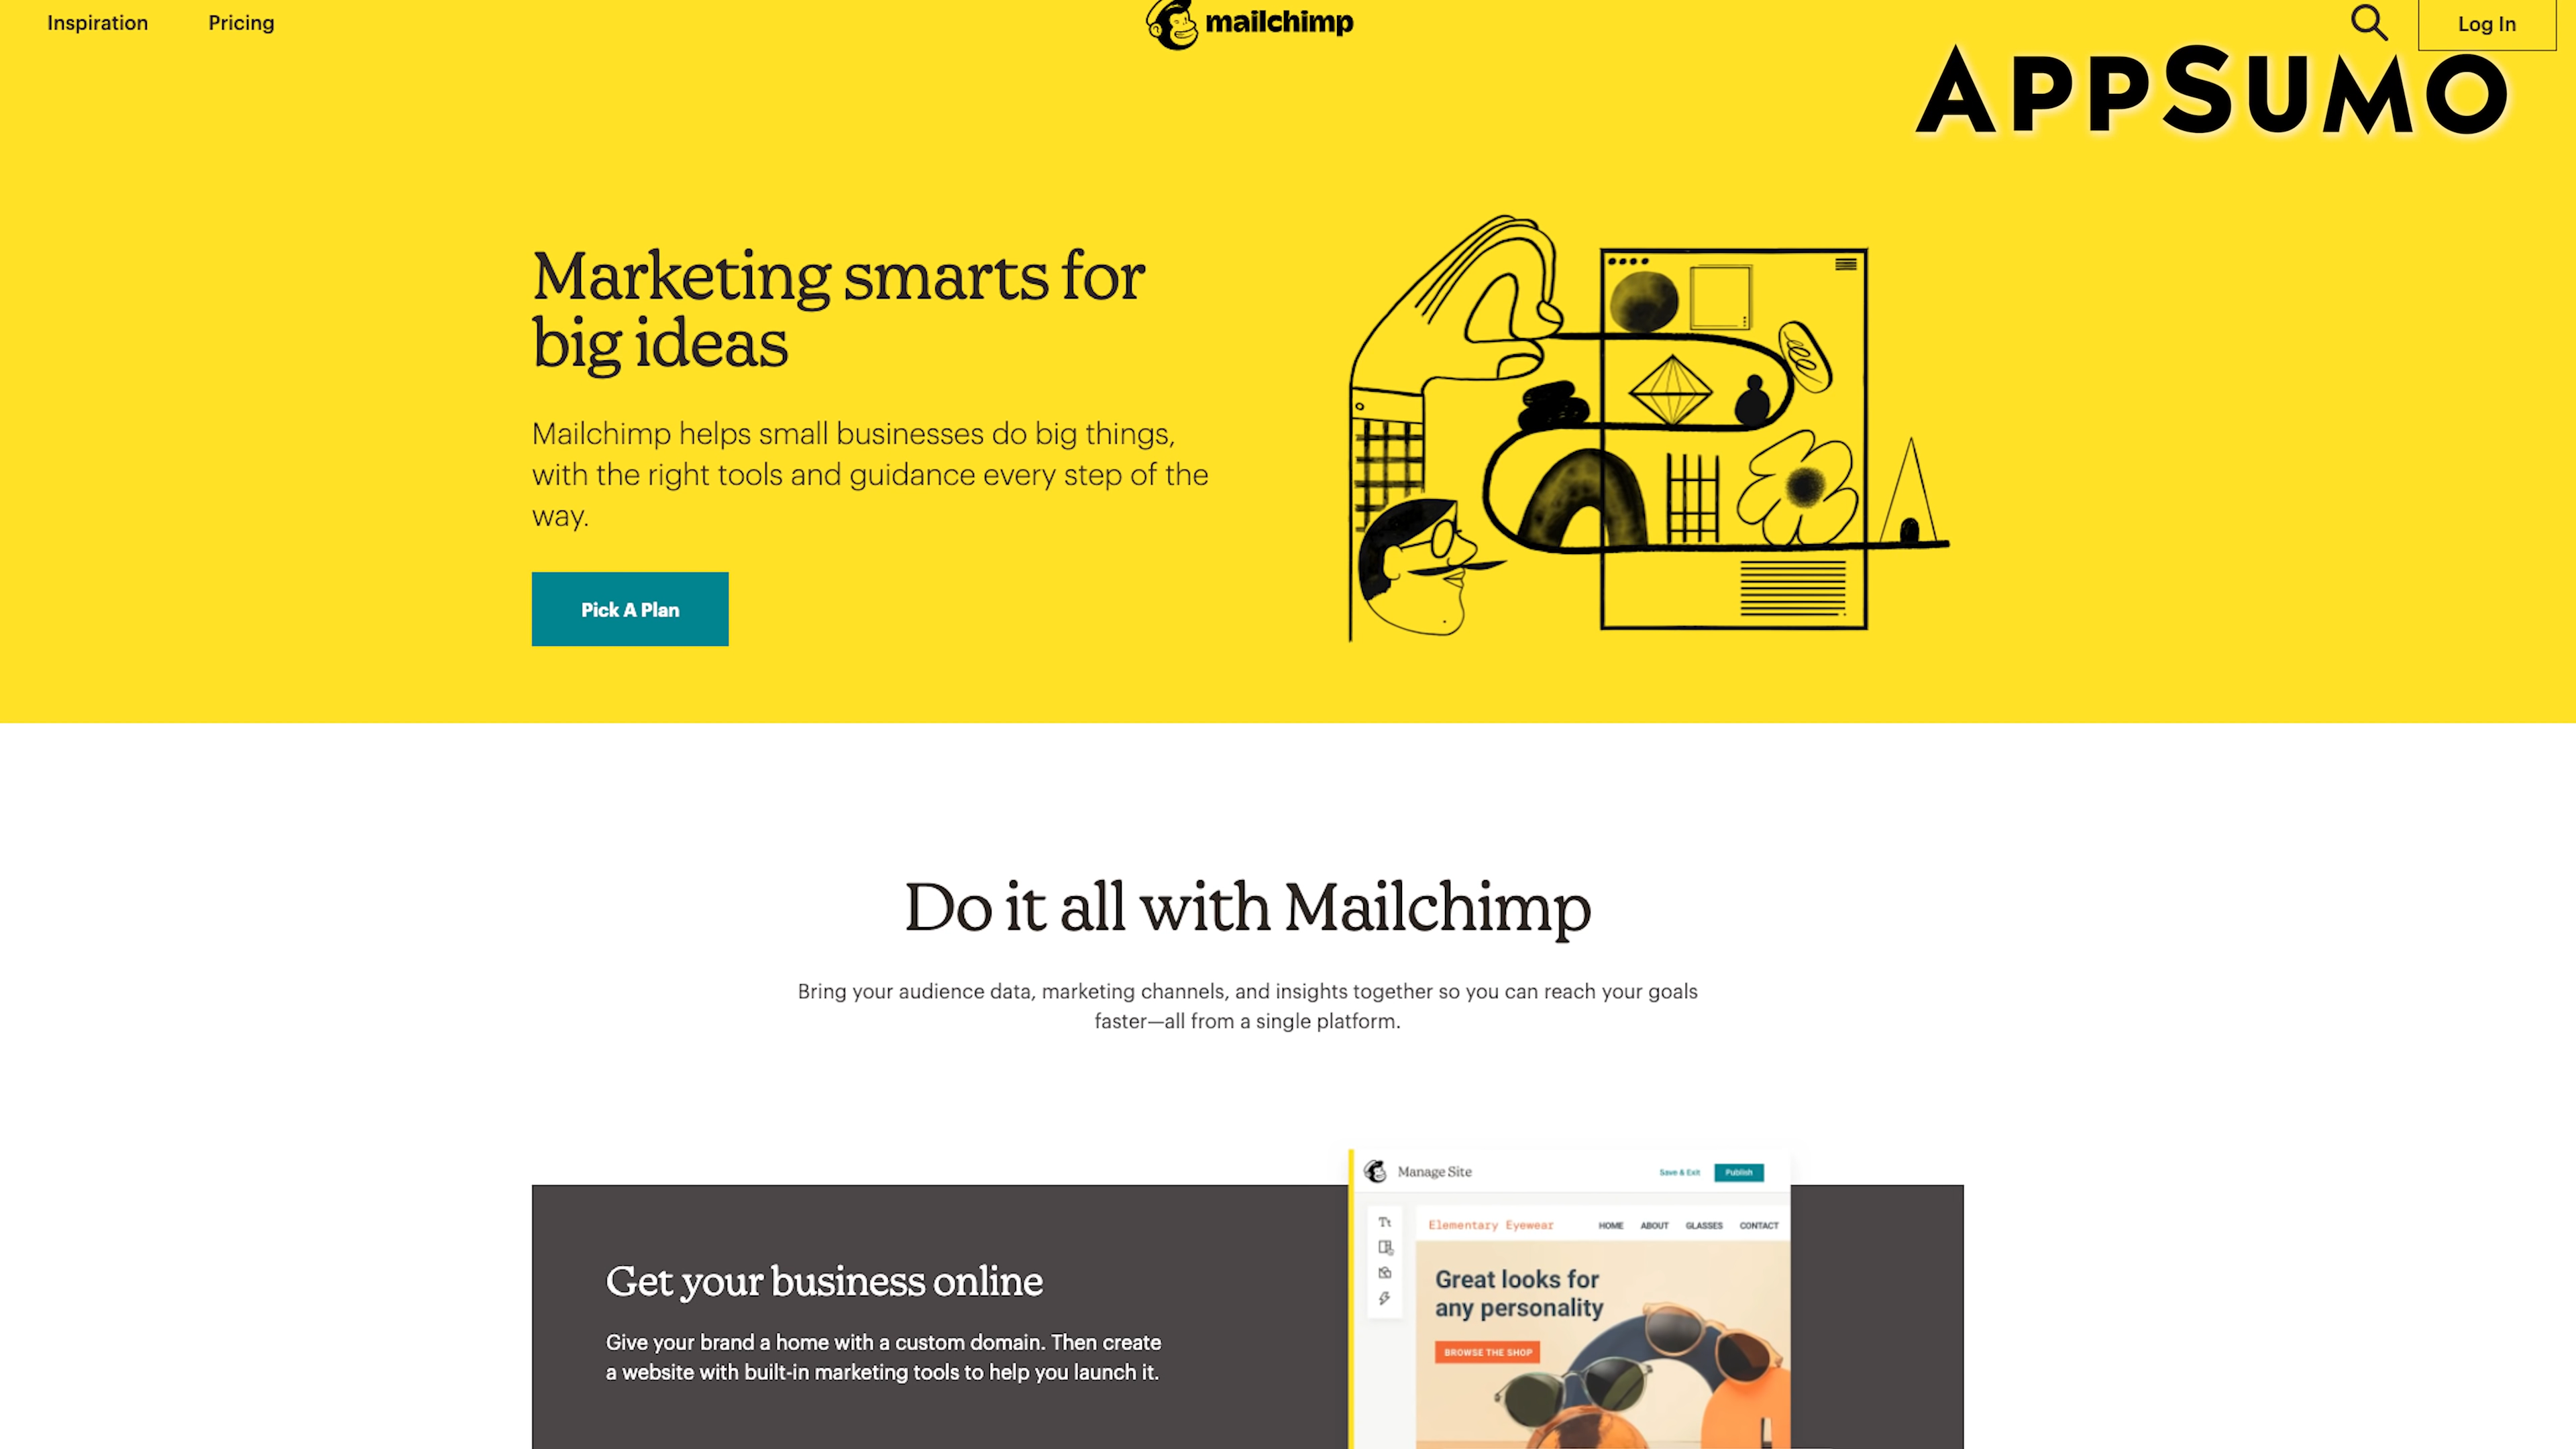 Inspiration
Pricing
mailchimp
Log In
APPSUMO
Marketing smarts for
big ideas
Mailchimp helps small businesses do big things,
with the right tools and guidance every step of the
way.
Pick A Plan
Do it all with Mailchimp
Bring your audience data, marketing channels, and insights together so you can reach your goals
faster—all from a single platform.
Manage Site
Save & Exit
Publish
Tt
Elementary Eyewear
HOME
ABOUT
GLASSES
CONTACT
Great looks for
any personality
BROWSE THE SHOP
Get your business online
Give your brand a home with a custom domain. Then create
a website with built-in marketing tools to help you launch it.